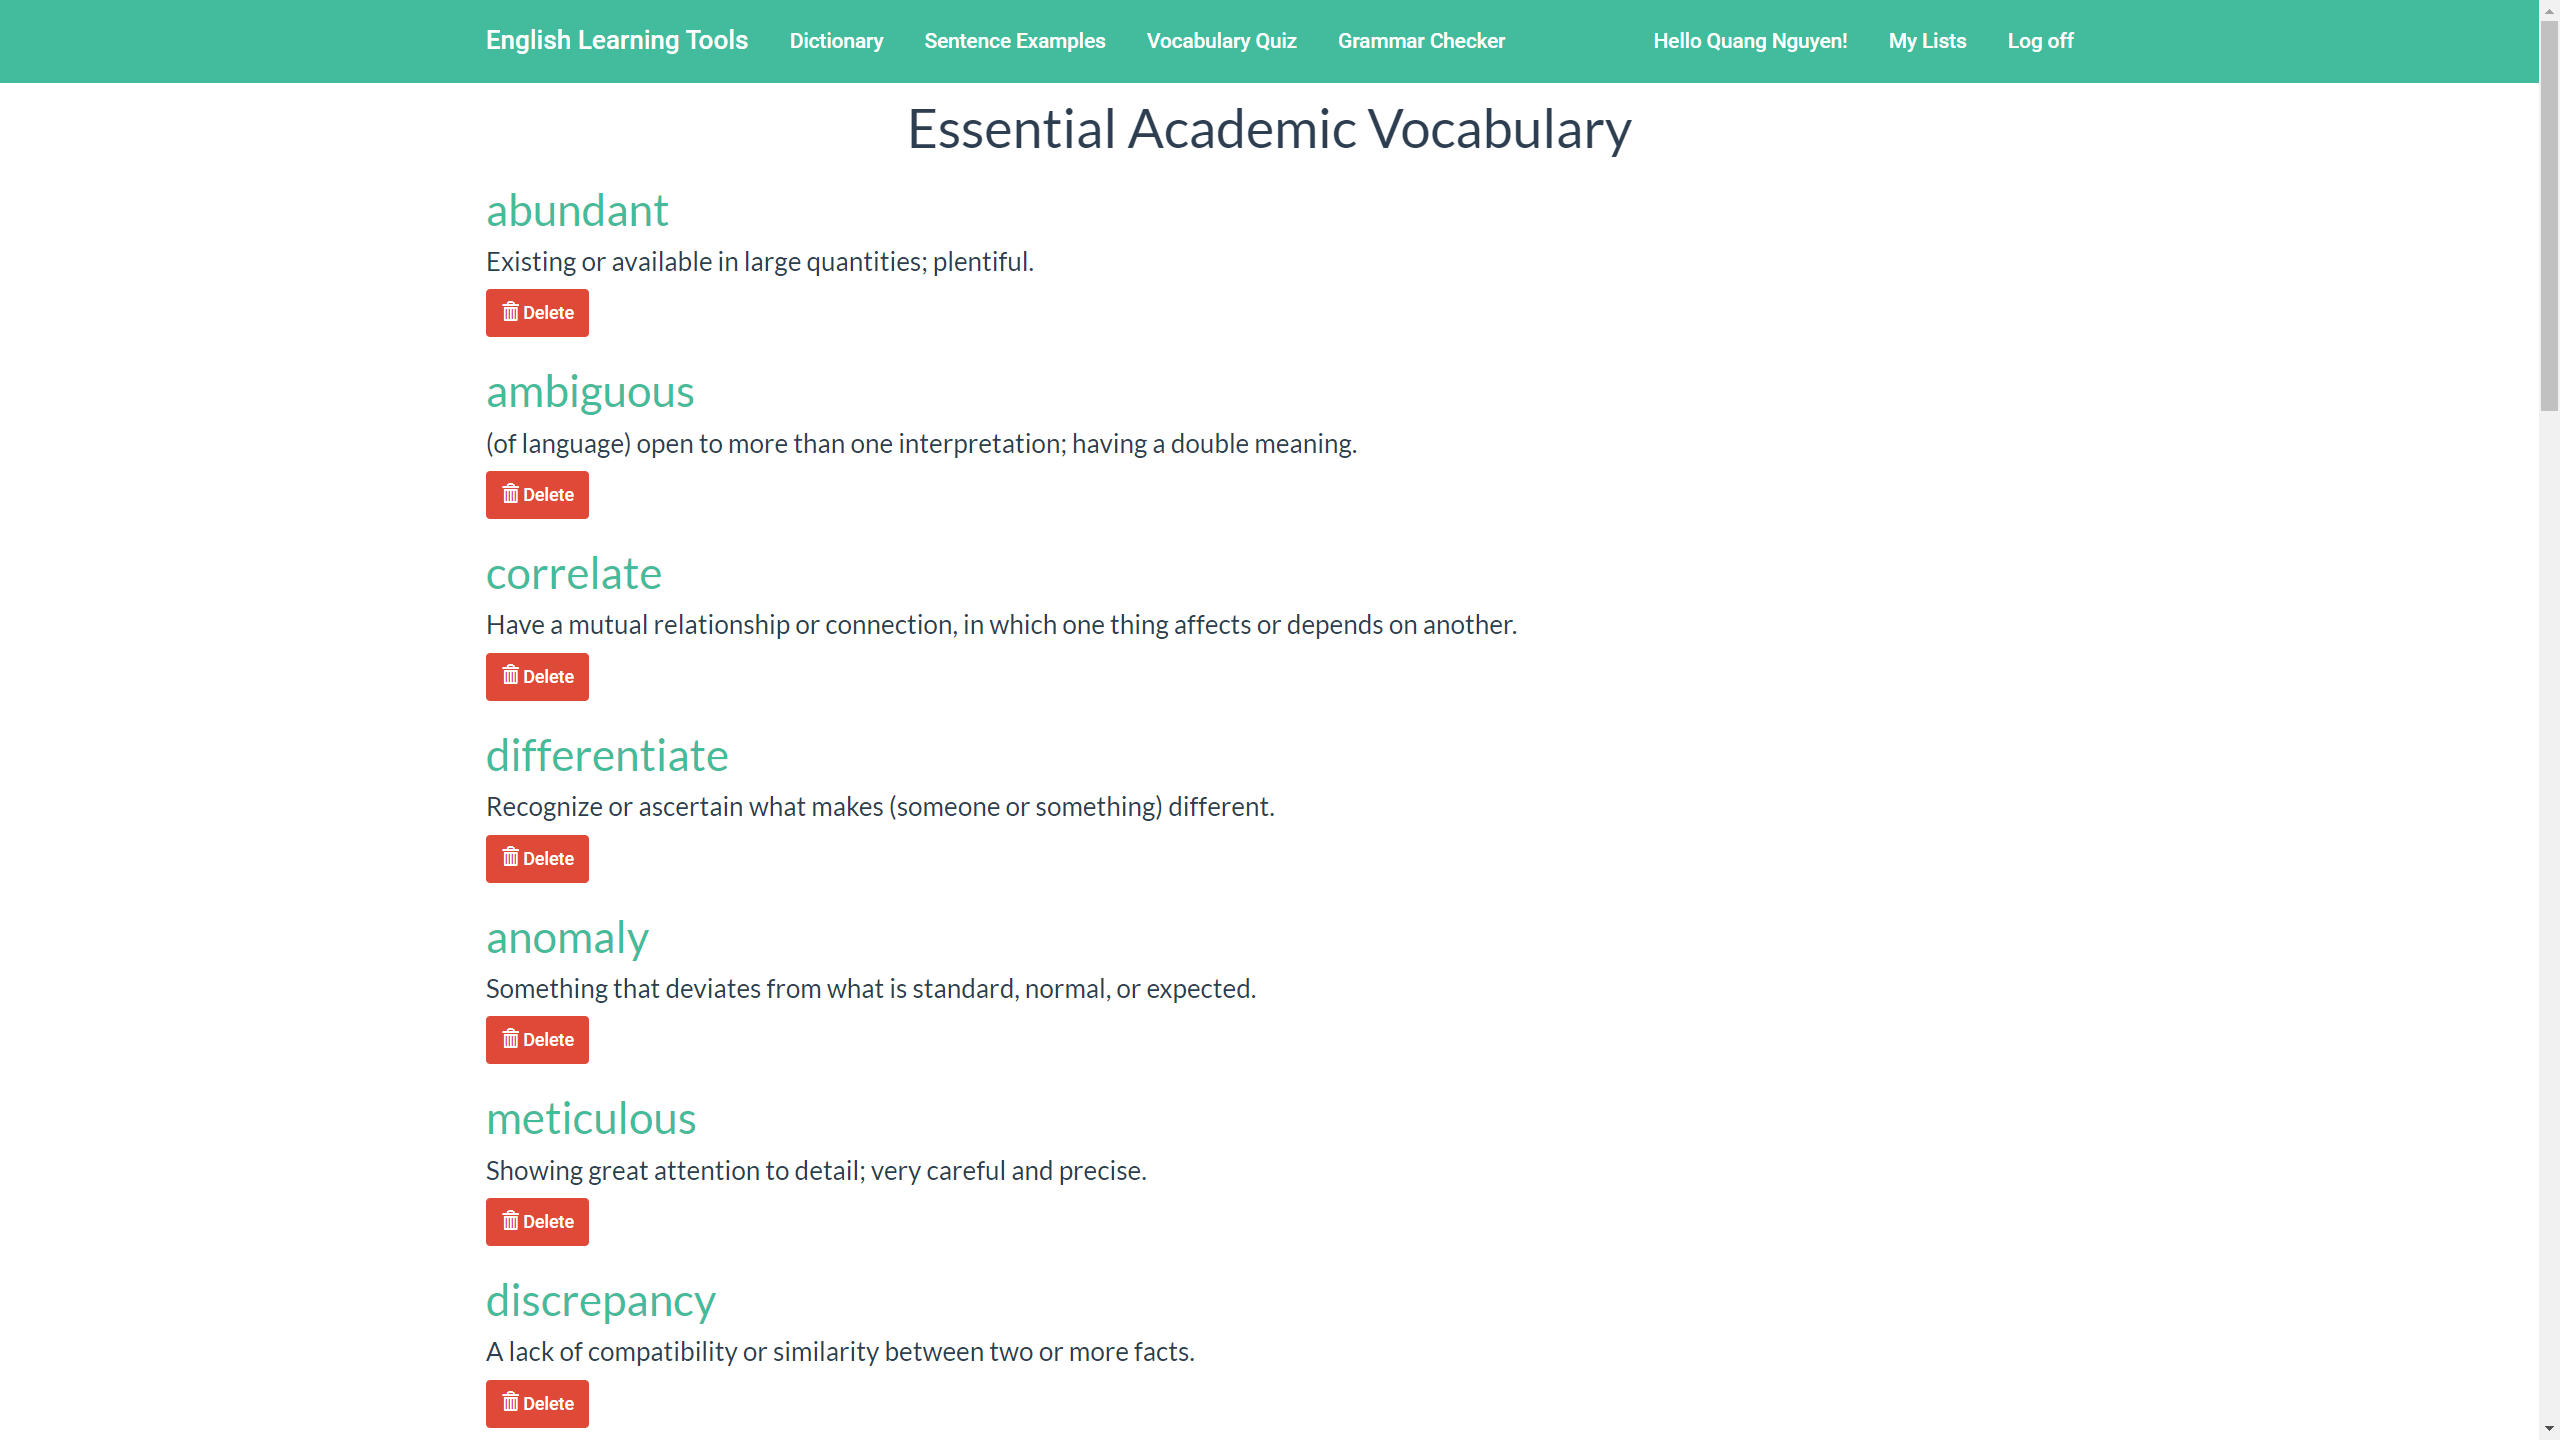 English Learning Tools Dictionary Sentence Examples Vocabulary Quiz Grammar Checker Hello Quang Nguyen! My Lists Log off
Essential Academic Vocabulary
abundant
Existing or available in large quantities; plentiful.
Delete
ambiguous
(of language) open to more than one interpretation; having a double meaning.
Delete
correlate
Have a mutual relationship or connection, in which one thing affects or depends on another.
Delete
differentiate
Recognize or ascertain what makes (someone or something) different.
Delete
anomaly
Something that deviates from what is standard, normal, or expected.
Delete
meticulous
Showing great attention to detail; very careful and precise.
Delete
discrepancy
A lack of compatibility or similarity between two or more facts.
Delete